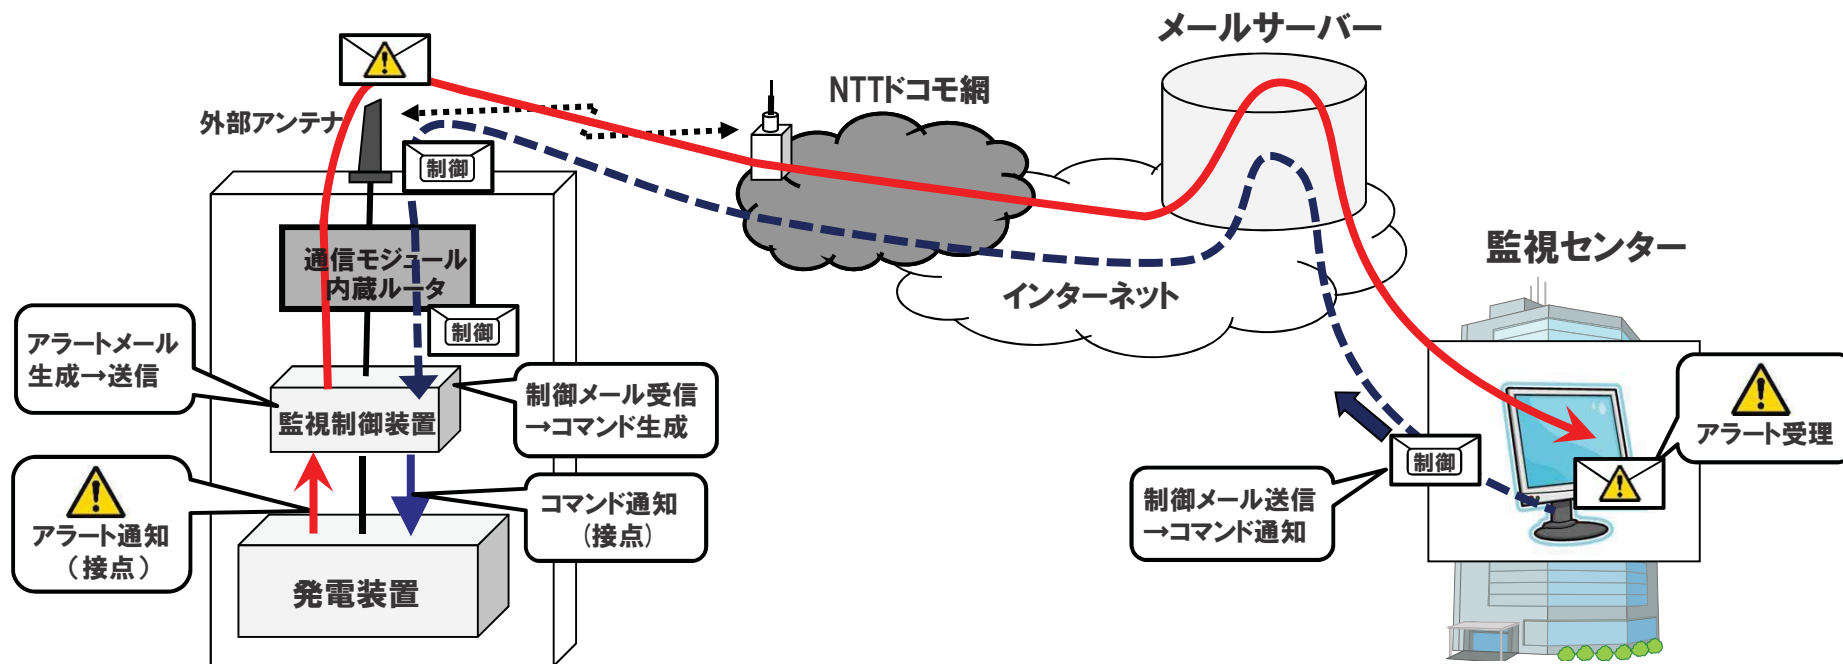 メールサーバー
NTTドコモ網
外部アンテナ
制御
通信モジュール
内蔵ルータ
制御
インターネット
監視センター
アラートメール
生成→送信
監視制御装置
制御メール受信
→コマンド生成
アラート受理
制御
制御メール送信
→コマンド通知
アラート通知
（接点）
コマンド通知
（接点）
発電装置